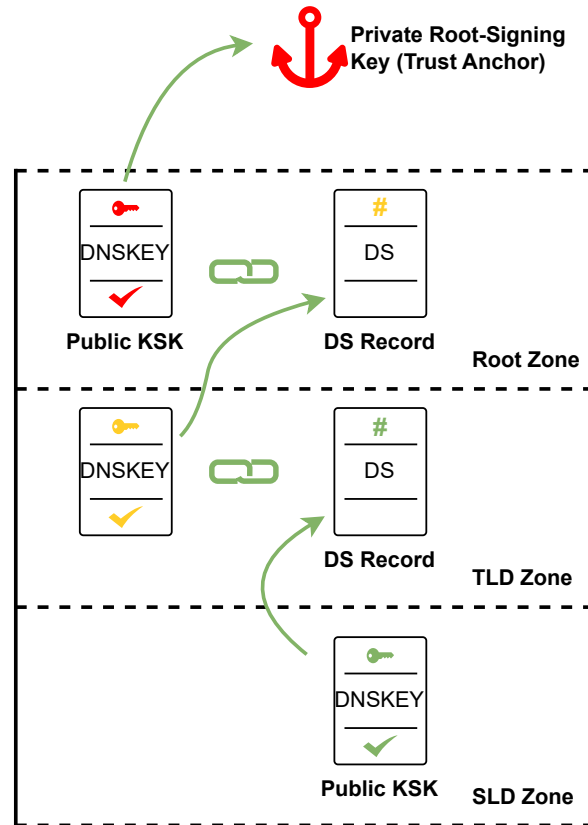 Private Root-Signing
Key (Trust Anchor)
#
DNSKEY
DS
Public KSK
DS Record
Root Zone
#
DNSKEY
DS
DS Record
TLD Zone
DNSKEY
Public KSK
SLD Zone